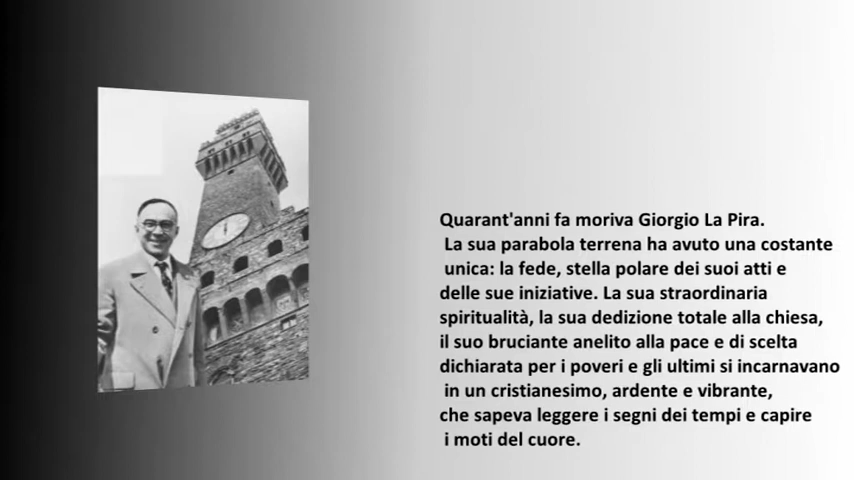 Quarant'anni fa moriva Giorgio La Pira.
La sua parabola terrena ha avuto una costante
unica: la fede, stella polare dei suoi atti e
delle sue iniziative. La sua straordinaria
spiritualità, la sua dedizione totale alla chiesa,
il suo bruciante anelito alla pace e di scelta
dichiarata per i poveri e gli ultimi si incarnavano
in un cristianesimo, ardente e vibrante,
che sapeva leggere i segni dei tempi e capire
i moti del cuore.